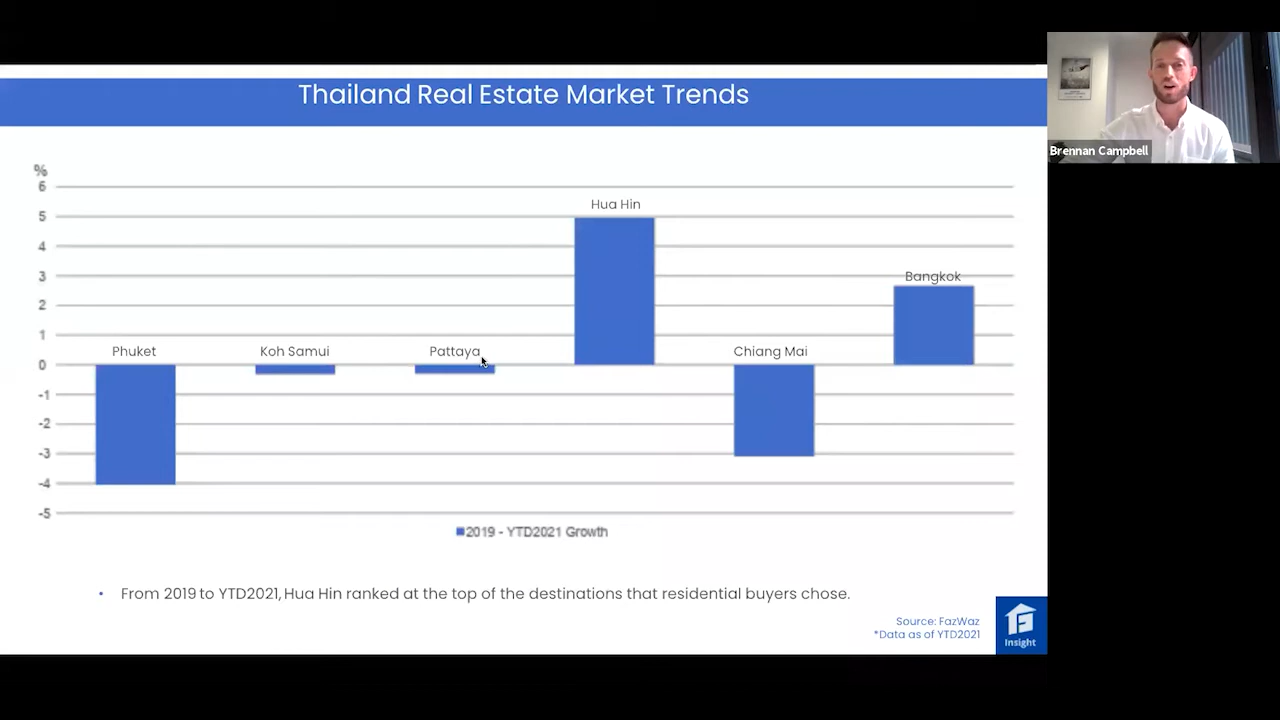 Thailand Real Estate Market Trends
Brennan Campbell
%
6
5
4
3
2
1
0
-1
-2
-3
-4
-5
Hua Hin
Bangkok
Phuket
Koh Samui
Pattaya
Chiang Mai
2019 - YTD2021 Growth
• From 2019 to YTD2021, Hua Hin ranked at the top of the destinations that residential buyers chose.
Source: FazWaz
*Data as of YTD2021
Insight